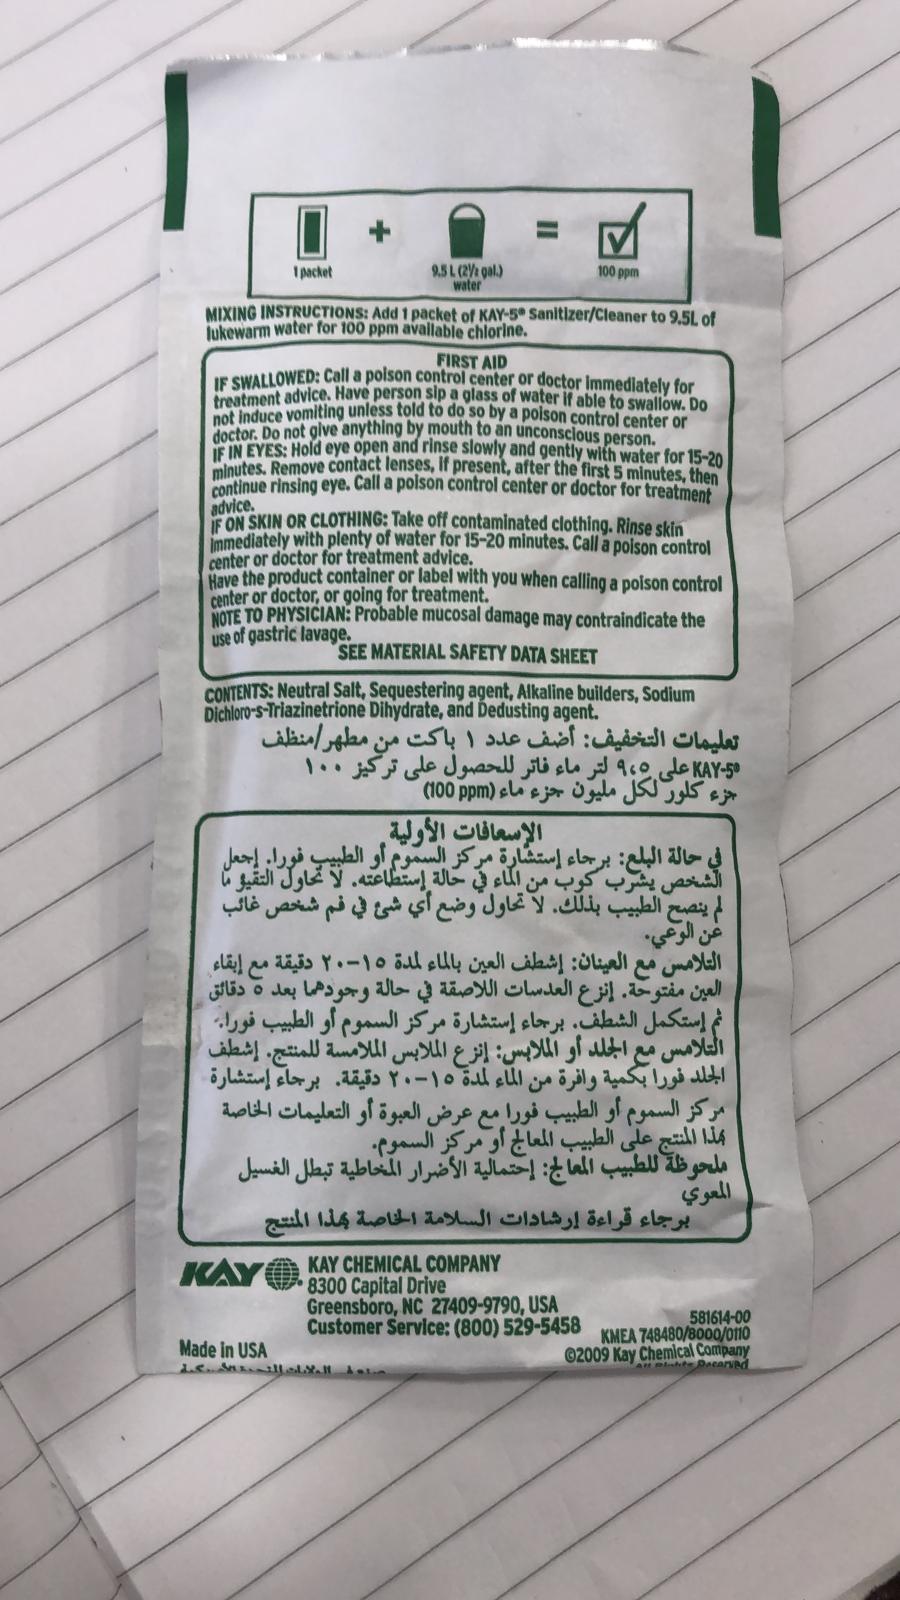 1 packet
+
9.5 L (2½ gal.)
water
=
100 ppm
MIXING INSTRUCTIONS: Add 1 packet of KAY-5® Sanitizer/Cleaner to 9.5L of
lukewarm water for 100 ppm available chlorine.
FIRST AID
IF SWALLOWED: Call a poison control center or doctor immediately for
treatment advice. Have person sip a glass of water if able to swallow. Do
not induce vomiting unless told to do so by a poison control center or
doctor. Do not give anything by mouth to an unconscious person.
IF IN EYES: Hold eye open and rinse slowly and gently with water for 15-20
minutes. Remove contact lenses, if present, after the first 5 minutes, then
continue rinsing eye. Call a poison control center or doctor for treatment
advice.
IF ON SKIN OR CLOTHING: Take off contaminated clothing. Rinse skin
immediately with plenty of water for 15-20 minutes. Call a poison control
center or doctor for treatment advice.
Have the product container or label with you when calling a poison control
center or doctor, or going for treatment.
NOTE TO PHYSICIAN: Probable mucosal damage may contraindicate the
use of gastric lavage.
SEE MATERIAL SAFETY DATA SHEET
CONTENTS: Neutral Salt, Sequestering agent, Alkaline builders, Sodium
Dichloro-s-Triazinetrione Dihydrate, and Dedusting agent.
تعليمات التخفيف: أضف عدد ١ باكت من مطهر/منظف
KAY-5® على ٩،٥ لتر ماء فاتر للحصول على تركيز ١٠٠
جزء كلور لكل مليون جزء ماء (100 ppm)
الإسعافات الأولية
في حالة البلع: برجاء إستشارة مركز السموم أو الطبيب فورا. إجعل
الشخص يشرب كوب من الماء في حالة إستطاعته. لا تحاول التقيؤ ما
لم ينصح الطبيب بذلك. لا تحاول وضع أي شئ في فم شخص غائب
عن الوعي.
التلامس مع العينان: إشطف العين بالماء لمدة ١٥-٢٠ دقيقة مع إبقاء
العين مفتوحة. إنزع العدسات اللاصقة في حالة وجودهما بعد ٥ دقائق
ثم إستكمل الشطف. برجاء إستشارة مركز السموم أو الطبيب فورا.
التلامس مع الجلد أو الملابس: إنزع الملابس الملامسة للمنتج. إشطف
الجلد فورا بكمية وافرة من الماء لمدة ١٥-٢٠ دقيقة. برجاء إستشارة
مركز السموم أو الطبيب فورا مع عرض العبوة أو التعليمات الخاصة
بهذا المنتج على الطبيب المعالج أو مركز السموم.
ملحوظة للطبيب المعالج: إحتمالية الأضرار المخاطية تبطل الغسيل
المعوي
برجاء قراءة إرشادات السلامة الخاصة بهذا المنتج
KAY
KAY CHEMICAL COMPANY
8300 Capital Drive
Greensboro, NC 27409-9790, USA
Customer Service: (800) 529-5458
581614-00
KMEA 748480/8000/0110
Made in USA
©2009 Kay Chemical Company
All Rights Reserved